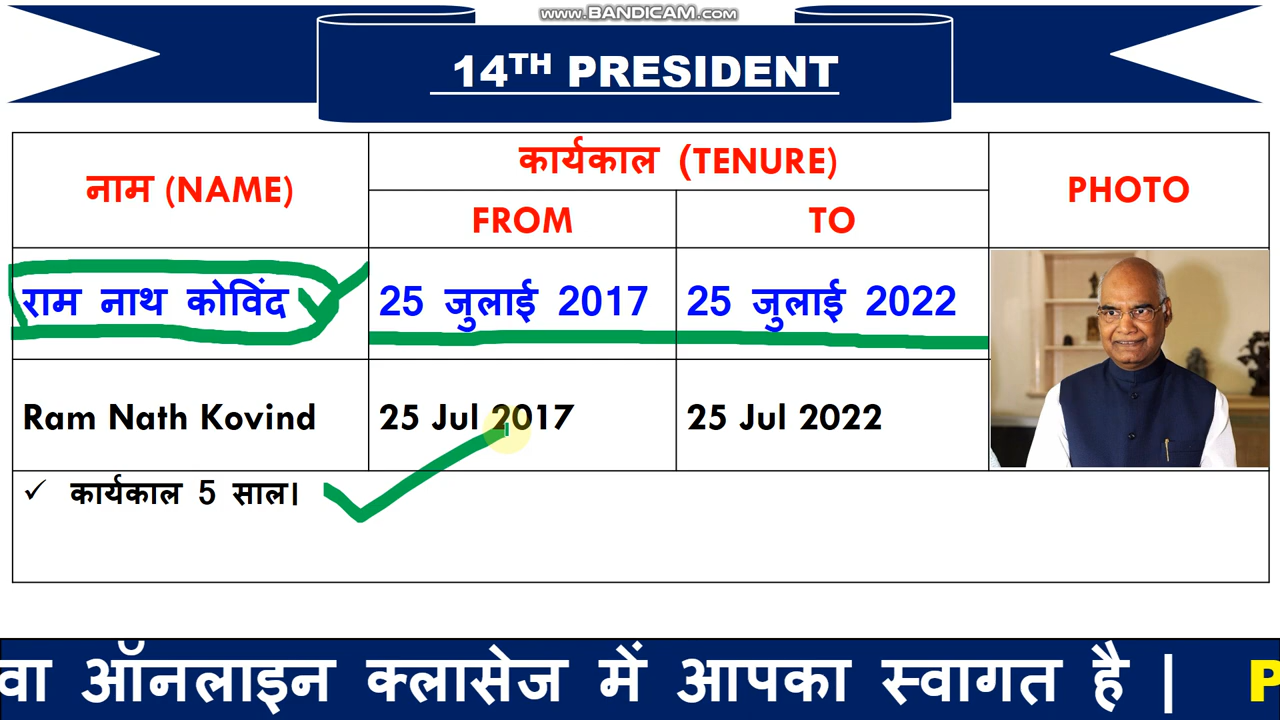 www.BANDICAM.com
14TH PRESIDENT
नाम (NAME)
कार्यकाल (TENURE)
PHOTO
FROM
TO
राम नाथ कोविंद
25 जुलाई 2017
25 जुलाई 2022
Ram Nath Kovind
25 Jul 2017
25 Jul 2022
✓ कार्यकाल 5 साल।
ऑनलाइन क्लासेज में आपका स्वागत है |